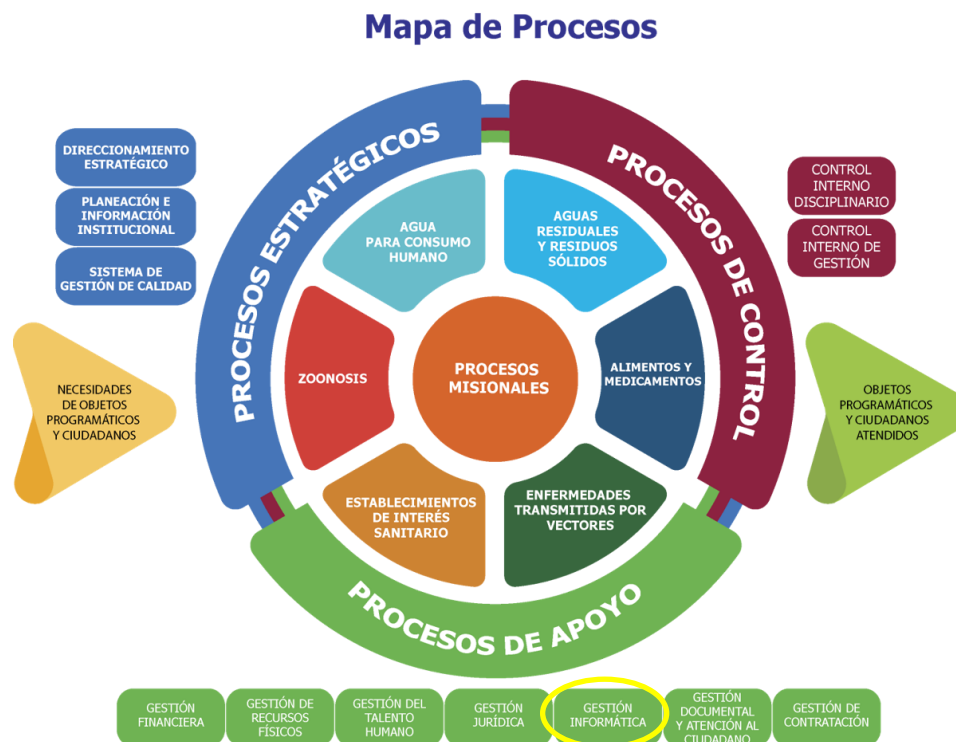 Mapa de Procesos
PROCESOS ESTRATÉGICOS
PROCESOS DE CONTROL
DIRECCIONAMIENTO
ESTRATÉGICO
PLANEACIÓN E
INFORMACIÓN
INSTITUCIONAL
SISTEMA DE
GESTIÓN DE CALIDAD
CONTROL
INTERNO
DISCIPLINARIO
CONTROL
INTERNO DE
GESTIÓN
AGUA
PARA CONSUMO
HUMANO
AGUAS
RESIDUALES
Y RESIDUOS
SÓLIDOS
NECESIDADES
DE OBJETOS
PROGRAMÁTICOS
Y CIUDADANOS
ZOONOSIS
PROCESOS
MISIONALES
ALIMENTOS Y
MEDICAMENTOS
OBJETOS
PROGRAMÁTICOS
Y CIUDADANOS
ATENDIDOS
ESTABLECIMIENTOS
DE INTERÉS
SANITARIO
ENFERMEDADES
TRANSMITIDAS POR
VECTORES
PROCESOS DE APOYO
GESTIÓN
FINANCIERA
GESTIÓN DE
RECURSOS
FÍSICOS
GESTIÓN DEL
TALENTO
HUMANO
GESTIÓN
JURÍDICA
GESTIÓN
INFORMÁTICA
GESTIÓN
DOCUMENTAL
Y ATENCIÓN AL
CIUDADANO
GESTIÓN DE
CONTRATACIÓN